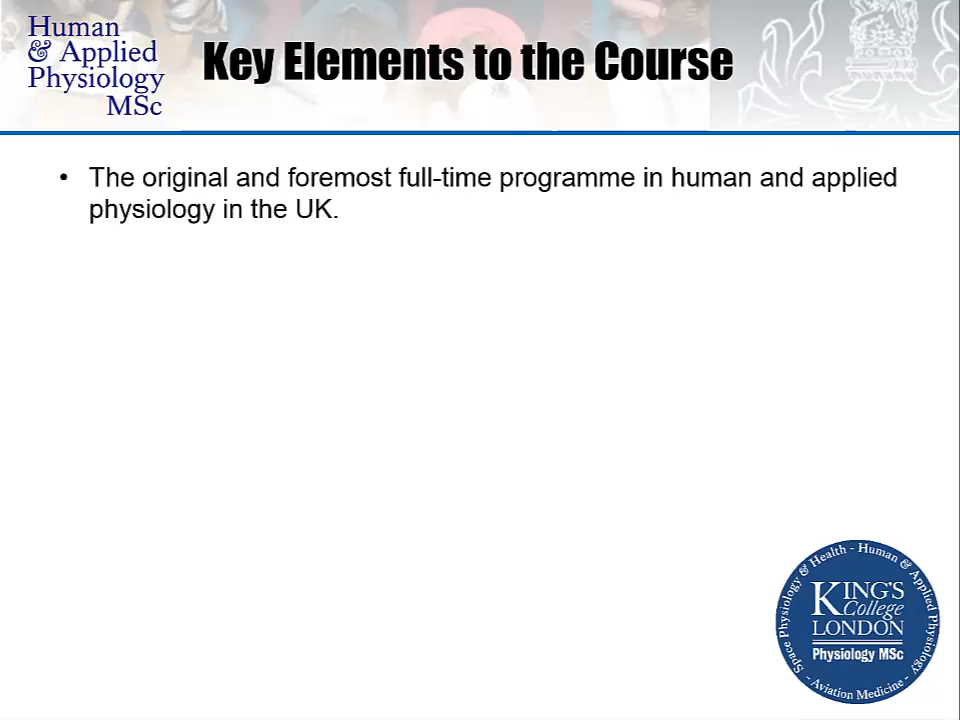 Human
& Applied
Physiology
MSc
Key Elements to the Course
• The original and foremost full-time programme in human and applied
physiology in the UK.
Space Physiology & Health - Human & Applied Physiology - Aviation Medicine -
KING'S
College
LONDON
Physiology MSc